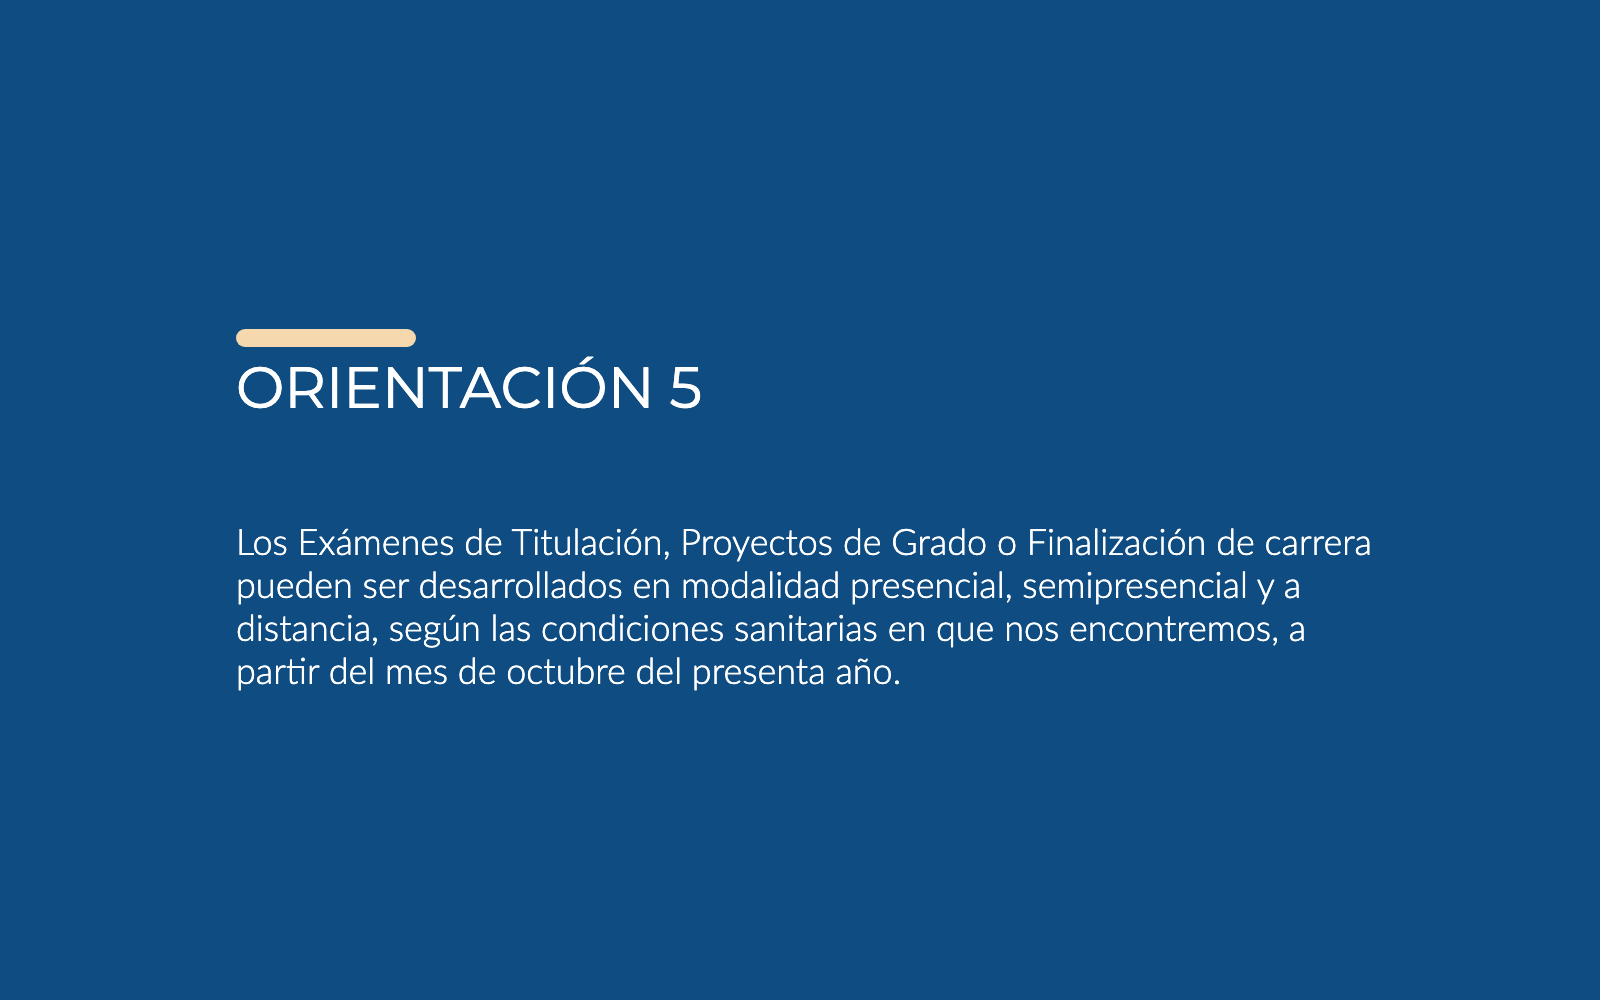 ORIENTACIÓN 5
Los Exámenes de Titulación, Proyectos de Grado o Finalización de carrera
pueden ser desarrollados en modalidad presencial, semipresencial y a
distancia, según las condiciones sanitarias en que nos encontremos, a
partir del mes de octubre del presenta año.